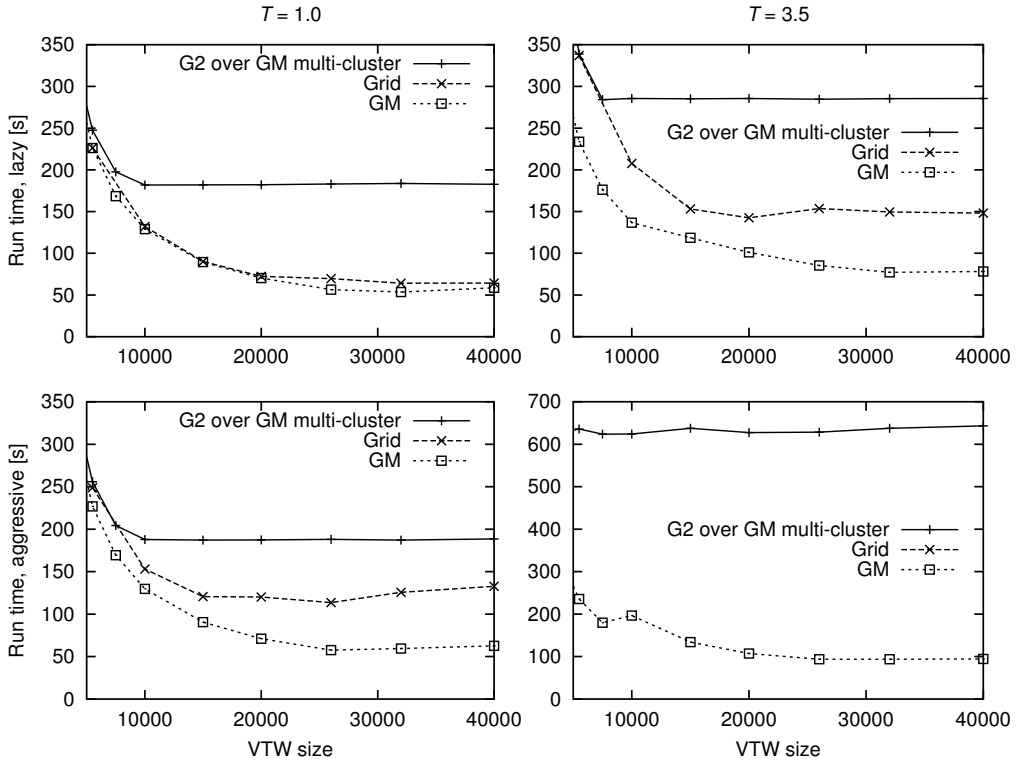 T = 1.0
T = 3.5
Run time, lazy [s]
350
300
250
200
150
100
50
0
G2 over GM multi-cluster
Grid
GM
10000
20000
30000
40000
350
300
250
200
150
100
50
0
G2 over GM multi-cluster
Grid
GM
10000
20000
30000
40000
Run time, aggressive [s]
350
300
250
200
150
100
50
0
G2 over GM multi-cluster
Grid
GM
10000
20000
30000
40000
VTW size
700
600
500
400
300
200
100
0
G2 over GM multi-cluster
Grid
GM
10000
20000
30000
40000
VTW size